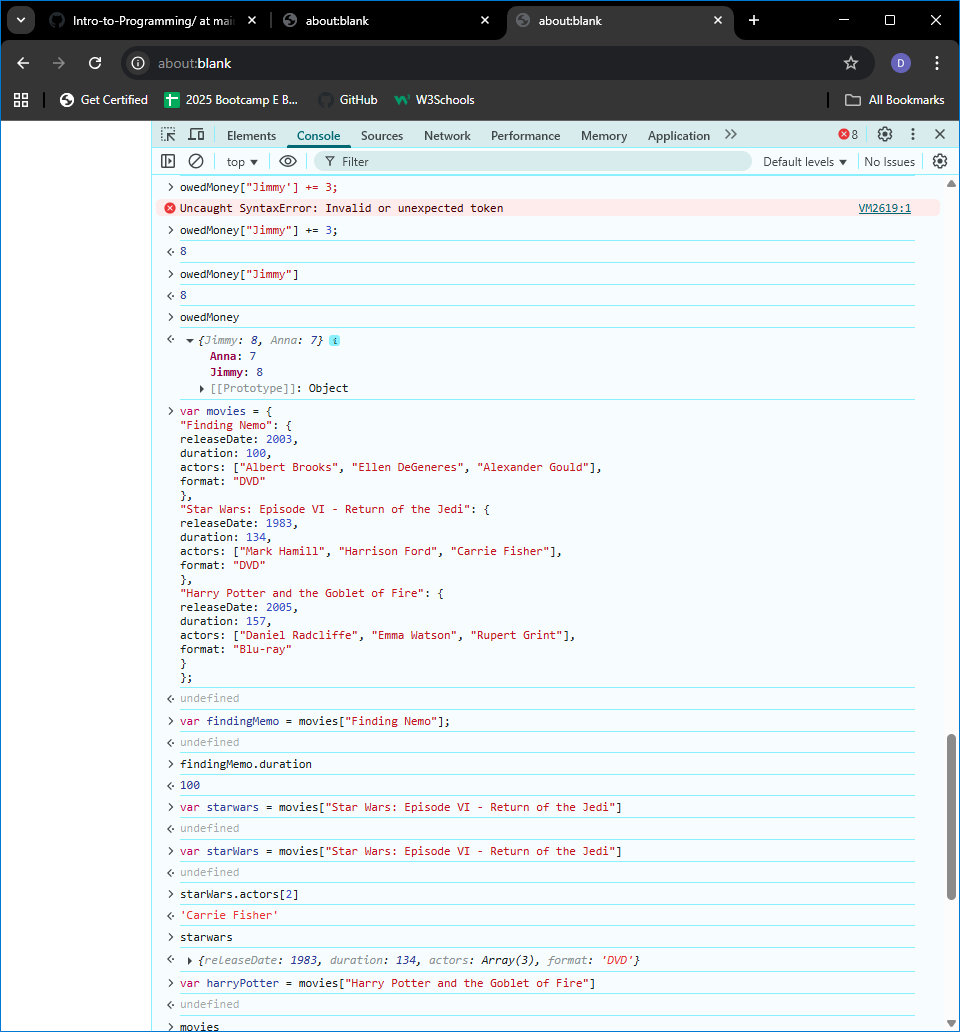 Intro-to-Programming/ at main
about:blank
about:blank
about:blank
D
Get Certified
2025 Bootcamp E B...
GitHub
W3Schools
All Bookmarks
Elements
Console
Sources
Network
Performance
Memory
Application
8
top
Filter
Default levels
No Issues
owedMoney["Jimmy'] += 3;
Uncaught SyntaxError: Invalid or unexpected token VM2619:1
owedMoney["Jimmy"] += 3;
8
owedMoney["Jimmy"]
8
owedMoney
{Jimmy: 8, Anna: 7} i
Anna: 7
Jimmy: 8
[[Prototype]]: Object
var movies = {
"Finding Nemo": {
releaseDate: 2003,
duration: 100,
actors: ["Albert Brooks", "Ellen DeGeneres", "Alexander Gould"],
format: "DVD"
},
"Star Wars: Episode VI - Return of the Jedi": {
releaseDate: 1983,
duration: 134,
actors: ["Mark Hamill", "Harrison Ford", "Carrie Fisher"],
format: "DVD"
},
"Harry Potter and the Goblet of Fire": {
releaseDate: 2005,
duration: 157,
actors: ["Daniel Radcliffe", "Emma Watson", "Rupert Grint"],
format: "Blu-ray"
}
};
undefined
var findingMemo = movies["Finding Nemo"];
undefined
findingMemo.duration
100
var starwars = movies["Star Wars: Episode VI - Return of the Jedi"]
undefined
var starWars = movies["Star Wars: Episode VI - Return of the Jedi"]
undefined
starWars.actors[2]
'Carrie Fisher'
starwars
{releaseDate: 1983, duration: 134, actors: Array(3), format: 'DVD'}
var harryPotter = movies["Harry Potter and the Goblet of Fire"]
undefined
movies